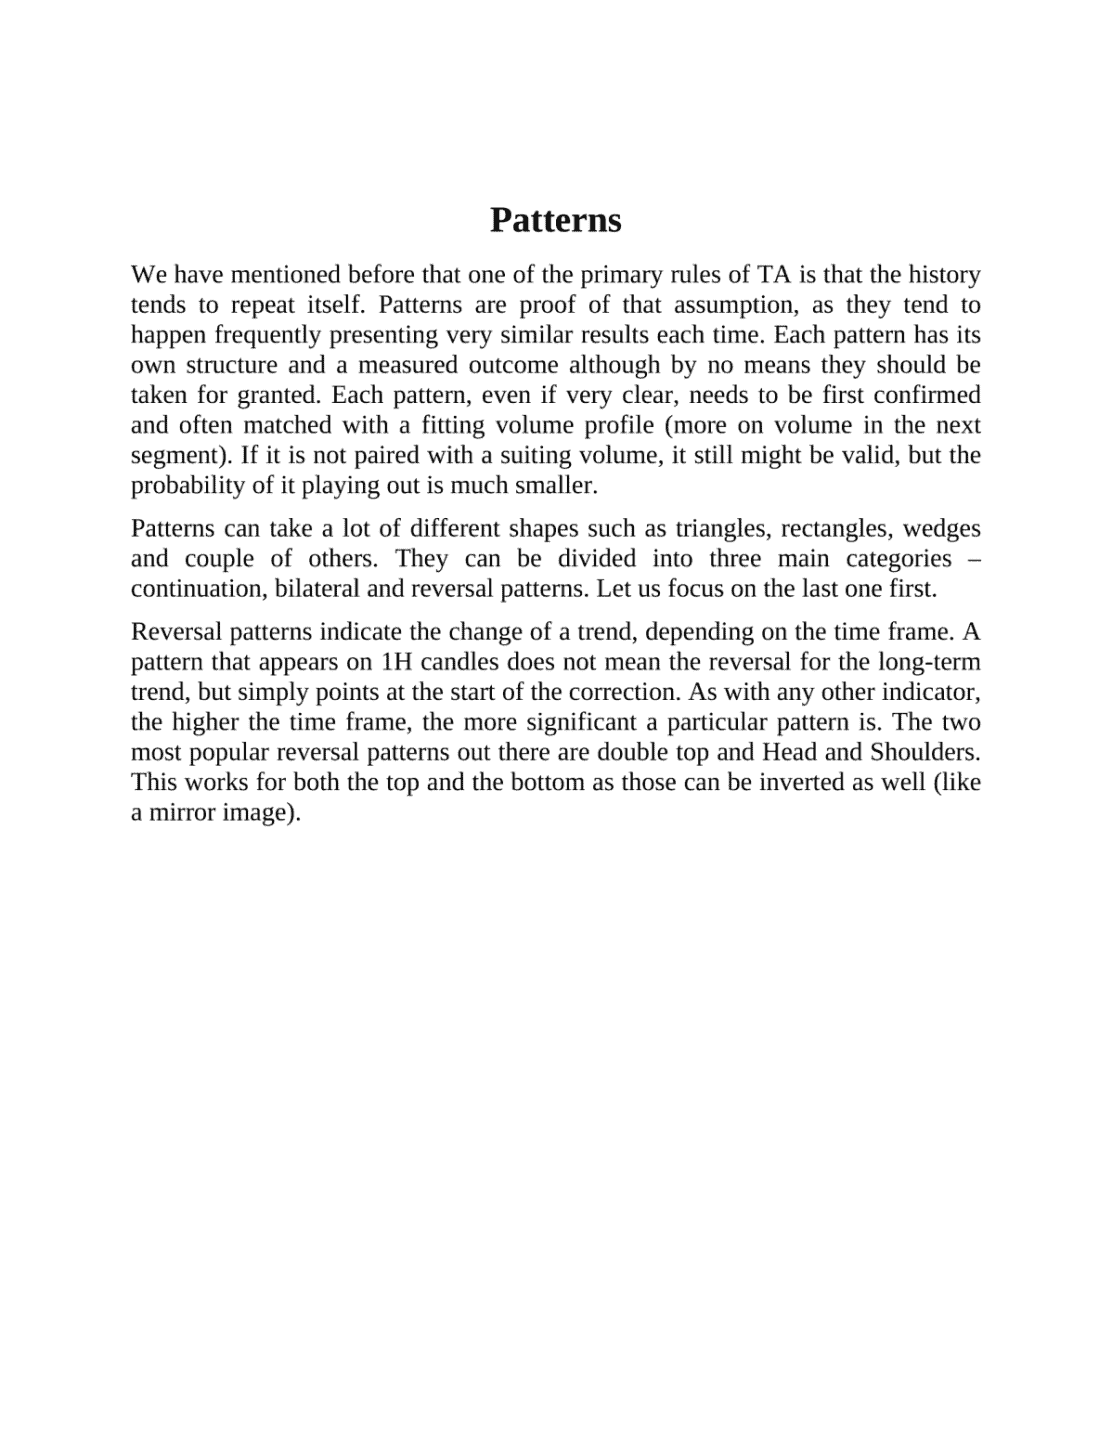 Patterns
We have mentioned before that one of the primary rules of TA is that the history
tends to repeat itself. Patterns are proof of that assumption, as they tend to
happen frequently presenting very similar results each time. Each pattern has its
own structure and a measured outcome although by no means they should be
taken for granted. Each pattern, even if very clear, needs to be first confirmed
and often matched with a fitting volume profile (more on volume in the next
segment). If it is not paired with a suiting volume, it still might be valid, but the
probability of it playing out is much smaller.
Patterns can take a lot of different shapes such as triangles, rectangles, wedges
and couple of others. They can be divided into three main categories –
continuation, bilateral and reversal patterns. Let us focus on the last one first.
Reversal patterns indicate the change of a trend, depending on the time frame. A
pattern that appears on 1H candles does not mean the reversal for the long-term
trend, but simply points at the start of the correction. As with any other indicator,
the higher the time frame, the more significant a particular pattern is. The two
most popular reversal patterns out there are double top and Head and Shoulders.
This works for both the top and the bottom as those can be inverted as well (like
a mirror image).